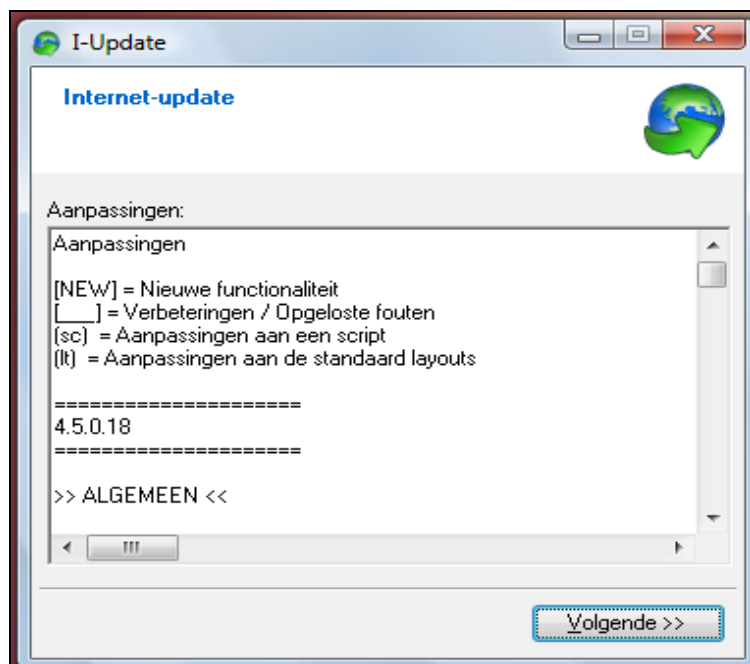 I-Update
Internet-update
Aanpassingen:
Aanpassingen
[NEW] = Nieuwe functionaliteit
[___] = Verbeteringen / Opgeloste fouten
(sc) = Aanpassingen aan een script
(lt) = Aanpassingen aan de standaard layouts
=====================
4.5.0.18
=====================
>> ALGEMEEN <<
Volgende >>